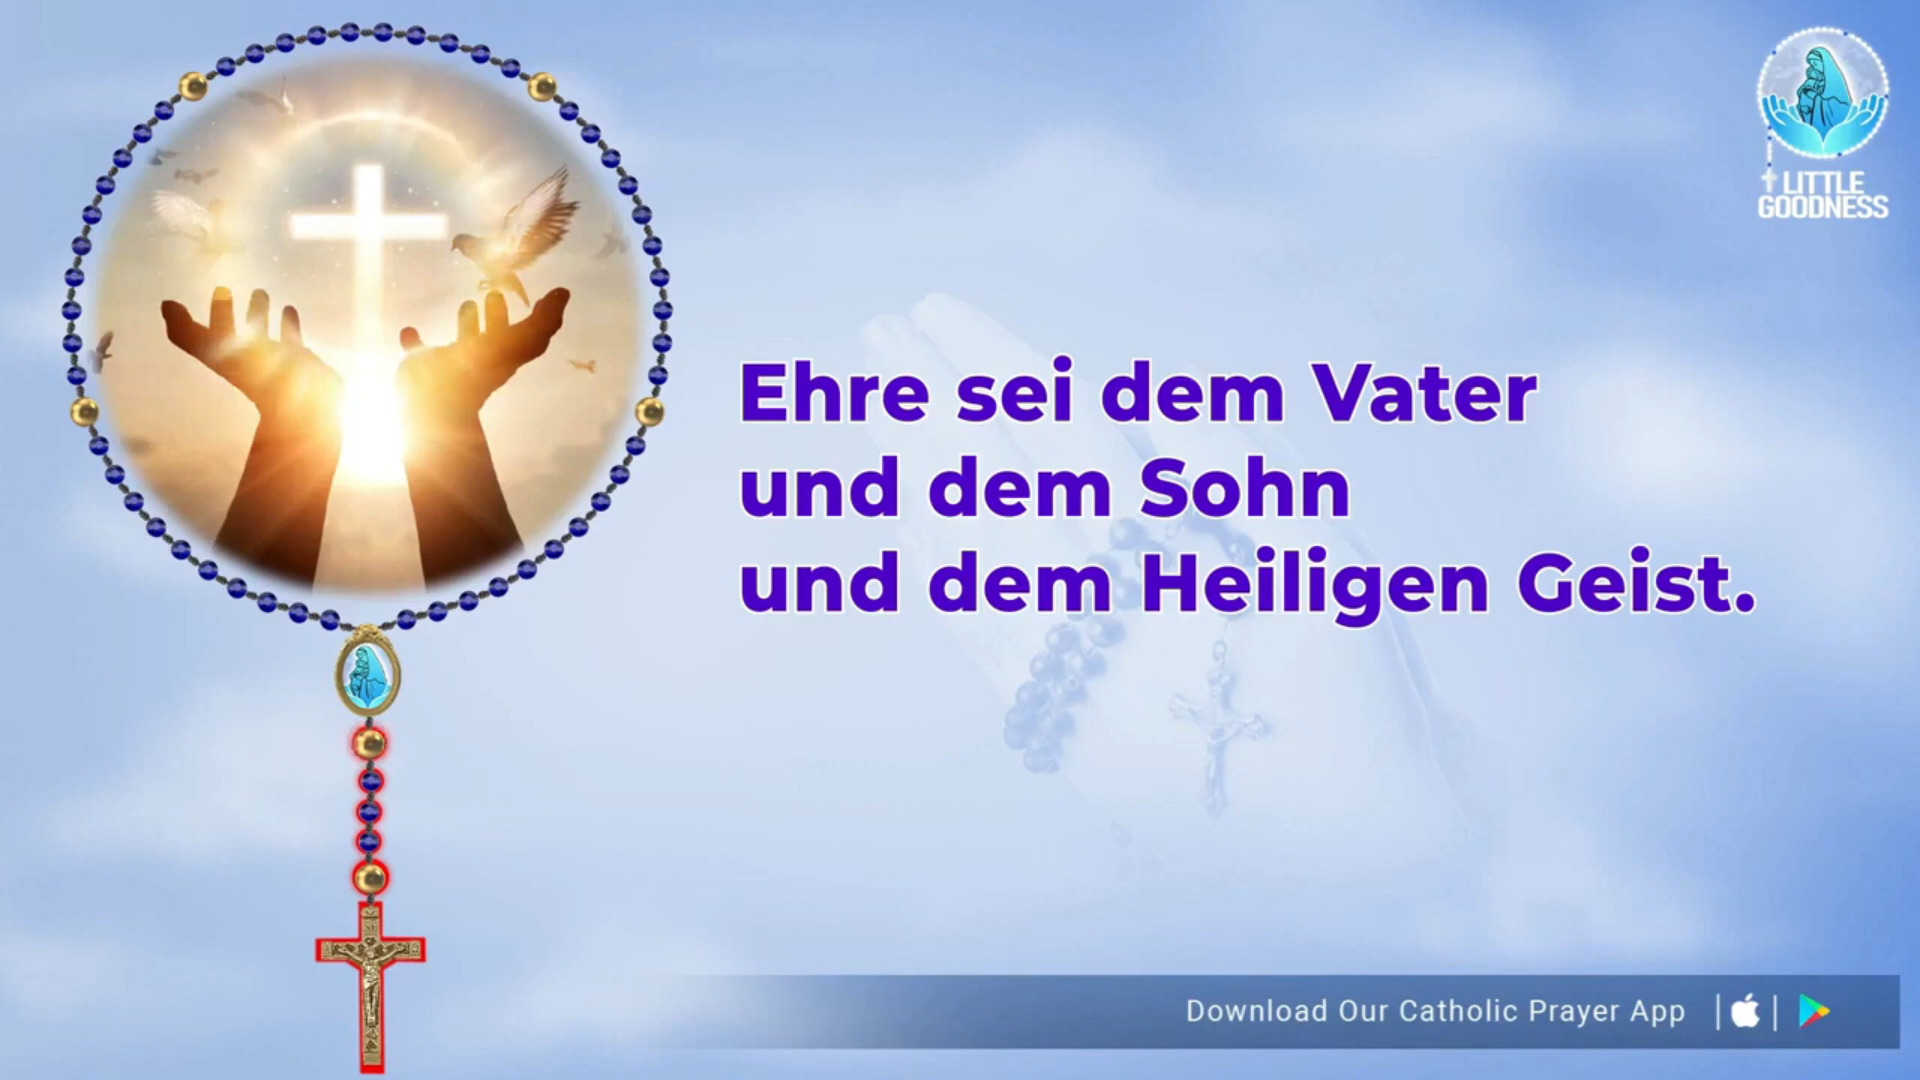 LITTLE
GOODNESS
Ehre sei dem Vater
und dem Sohn
und dem Heiligen Geist.
Download Our Catholic Prayer App